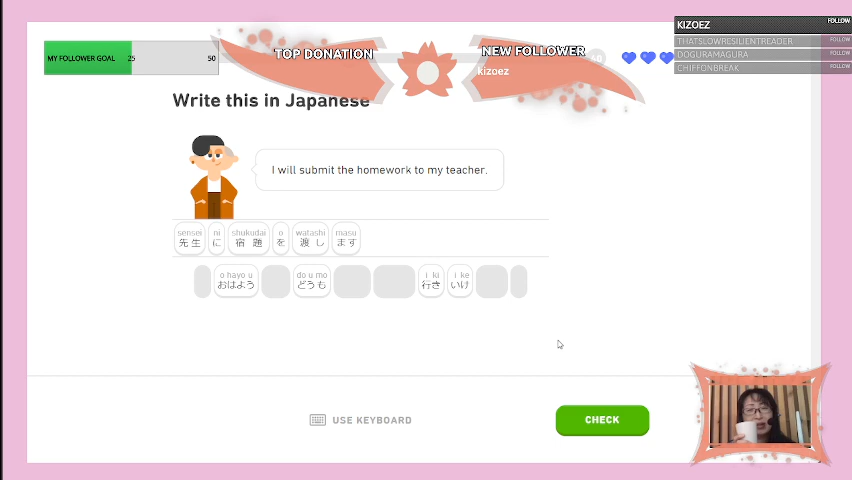 MY FOLLOWER GOAL 25 50
TOP DONATION
NEW FOLLOWER
kizoez
KIZOEZ FOLLOW
THATSLOWRESILIENTREADER FOLLOW
DOGURAMAGURA FOLLOW
CHIFFONBREAK FOLLOW
Write this in Japanese
I will submit the homework to my teacher.
sensei ni shukudai o watashi masu
先生 に 宿題 を 渡し ます
o hayo u do u mo i ki i ke
おはよう どうも 行き いけ
USE KEYBOARD
CHECK